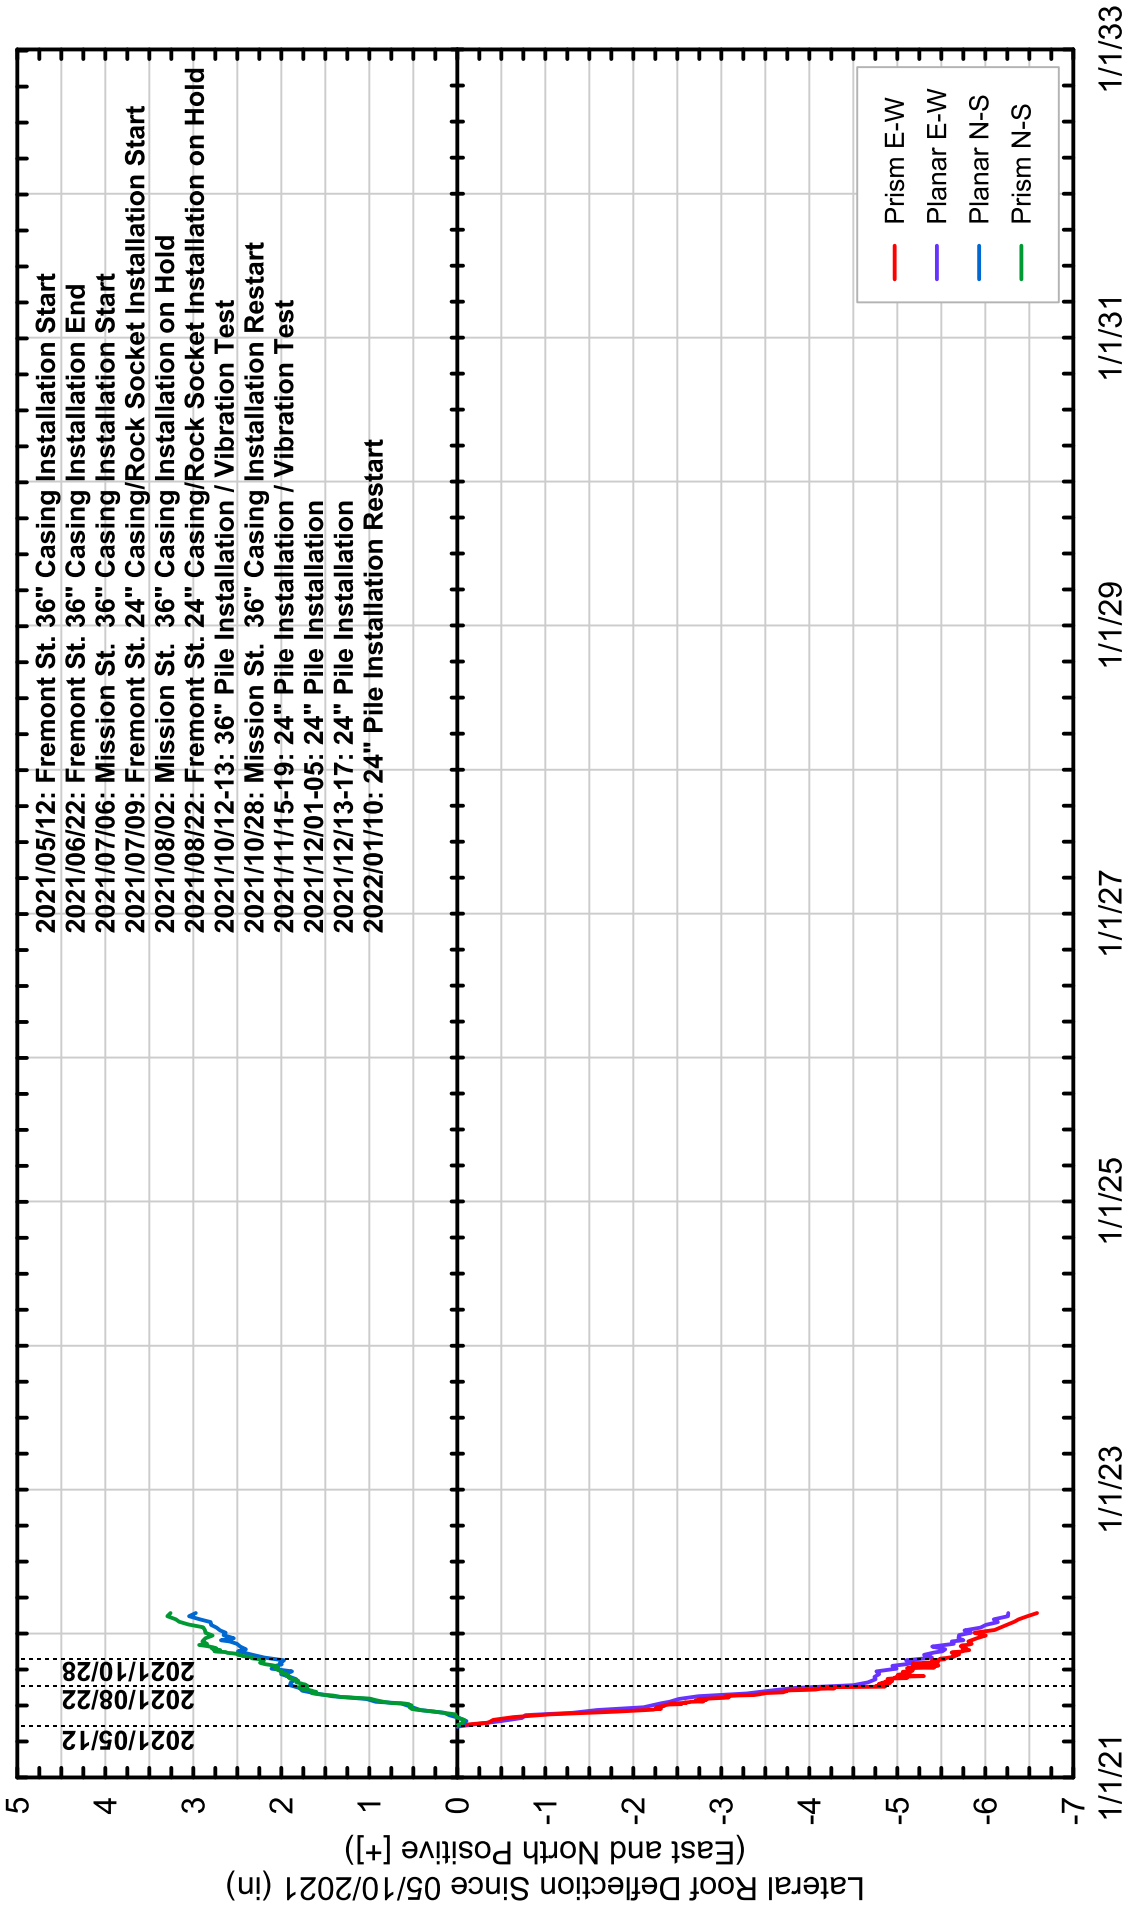 Lateral Roof Deflection Since 05/10/2021 (in)
(East and North Positive [+])
5
4
3
2
1
0
-1
-2
-3
-4
-5
-6
-7
2021/05/12
2021/08/22
2021/10/28
2021/05/12: Fremont St. 36" Casing Installation Start
2021/06/22: Fremont St. 36" Casing Installation End
2021/07/06: Mission St.  36" Casing Installation Start
2021/07/09: Fremont St. 24" Casing/Rock Socket Installation Start
2021/08/02: Mission St.  36" Casing Installation on Hold
2021/08/22: Fremont St. 24" Casing/Rock Socket Installation on Hold
2021/10/12-13: 36" Pile Installation / Vibration Test
2021/10/28: Mission St.  36" Casing Installation Restart
2021/11/15-19: 24" Pile Installation / Vibration Test
2021/12/01-05: 24" Pile Installation
2021/12/13-17: 24" Pile Installation
2022/01/10: 24" Pile Installation Restart
Prism E-W
Planar E-W
Planar N-S
Prism N-S
1/1/21
1/1/23
1/1/25
1/1/27
1/1/29
1/1/31
1/1/33